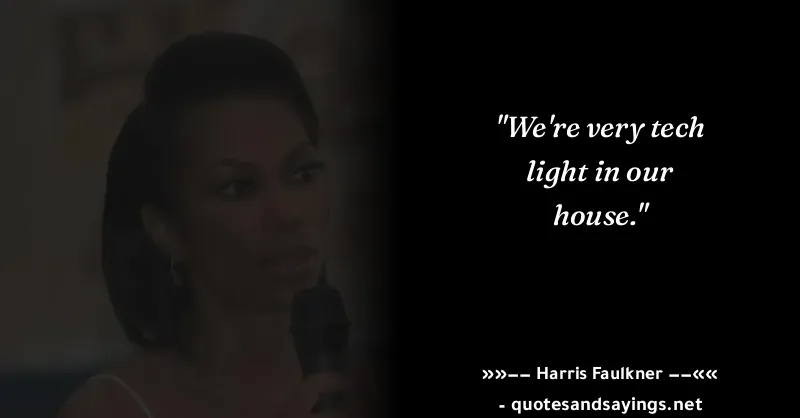 "We're very tech
light in our
house."
»»–– Harris Faulkner ––««
- quotesandsayings.net